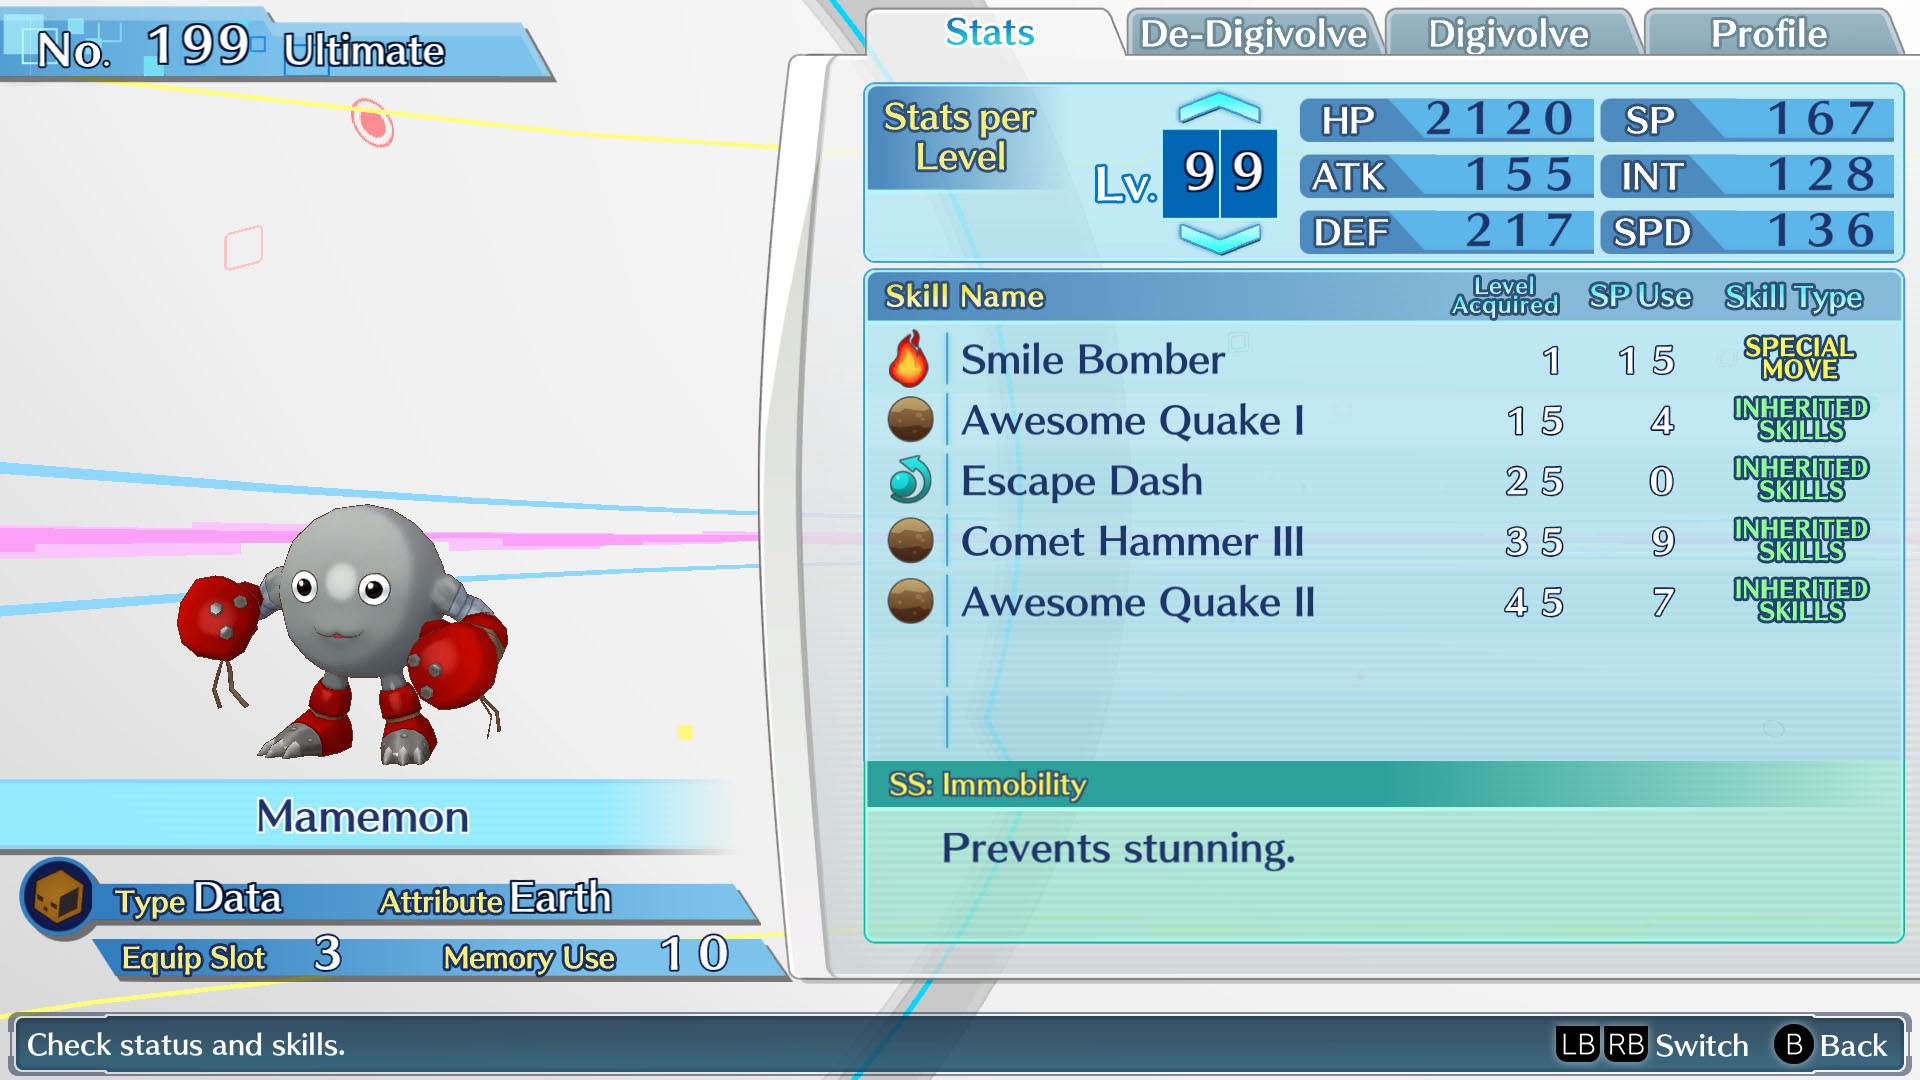 No. 199 Ultimate
Stats De-Digivolve Digivolve Profile
Stats per
Level
Lv. 99
HP 2120 SP 167
ATK 155 INT 128
DEF 217 SPD 136
Skill Name Level Acquired SP Use Skill Type
Smile Bomber 1 15 SPECIAL MOVE
Awesome Quake I 15 4 INHERITED SKILLS
Escape Dash 25 0 INHERITED SKILLS
Comet Hammer III 35 9 INHERITED SKILLS
Awesome Quake II 45 7 INHERITED SKILLS
SS: Immobility
Prevents stunning.
Mamemon
Type Data Attribute Earth
Equip Slot 3 Memory Use 10
Check status and skills.
LB RB Switch B Back